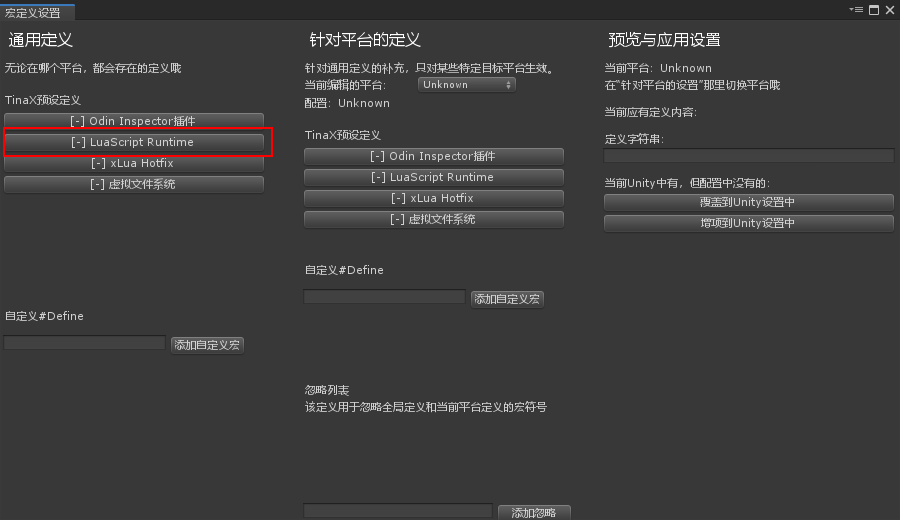 宏定义设置
通用定义
无论在哪个平台，都会存在的定义哦
TinaX预设定义
[-] Odin Inspector插件
[-] LuaScript Runtime
[-] xLua Hotfix
[-] 虚拟文件系统
自定义#Define
添加自定义宏
针对平台的定义
针对通用定义的补充，只对某些特定目标平台生效。
当前编辑的平台： Unknown
配置：Unknown
TinaX预设定义
[-] Odin Inspector插件
[-] LuaScript Runtime
[-] xLua Hotfix
[-] 虚拟文件系统
自定义#Define
添加自定义宏
忽略列表
该定义用于忽略全局定义和当前平台定义的宏符号
添加忽略
预览与应用设置
当前平台：Unknown
在“针对平台的设置”那里切换平台哦
当前应有定义内容：
定义字符串：
当前Unity中有，但配置中没有的：
覆盖到Unity设置中
增项到Unity设置中